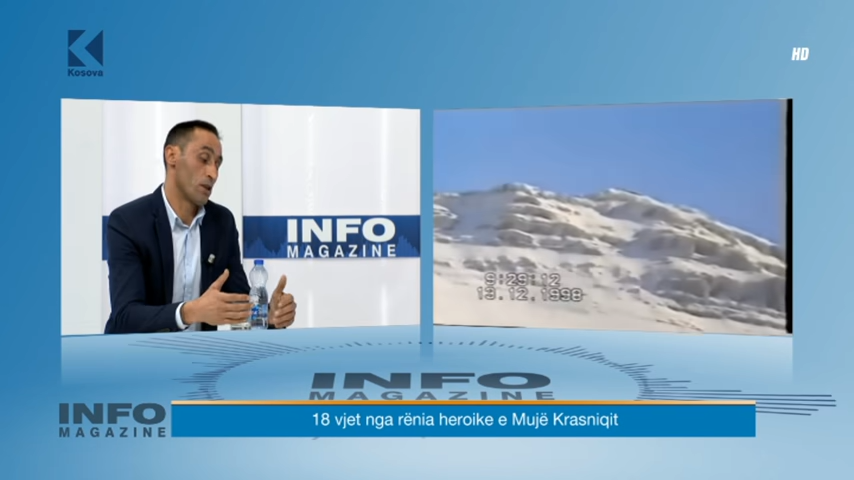 Kosova
HD
INFO
MAGAZINE
9:29:12
13.12.1998
INFO
MAGAZINE
INFO
MAGAZINE
18 vjet nga rënia heroike e Mujë Krasniqit